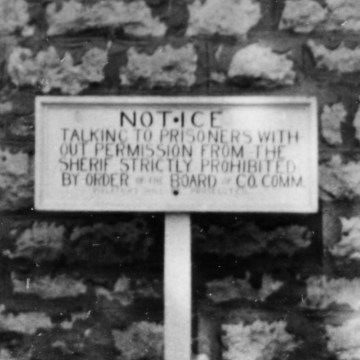 NOT·ICE
TALKING TO PRISONERS WITH
OUT PERMISSION FROM THE
SHERIF STRICTLY PROHIBITED
BY ORDER OF THE BOARD OF CO. COMM.